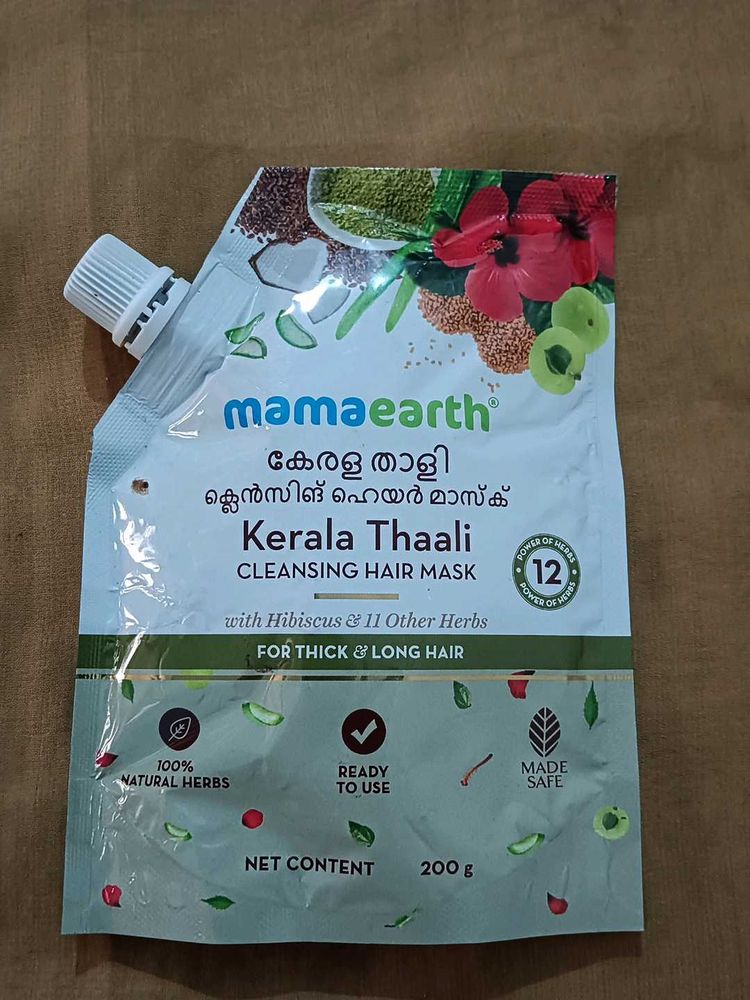 mamaearth®
കേരള താളി
ക്ലെൻസിങ് ഹെയർ മാസ്ക്
Kerala Thaali
CLEANSING HAIR MASK
POWER OF HERBS
12
POWER OF HERBS
with Hibiscus & 11 Other Herbs
FOR THICK & LONG HAIR
100%
NATURAL HERBS
READY
TO USE
MADE
SAFE
NET CONTENT 200 g